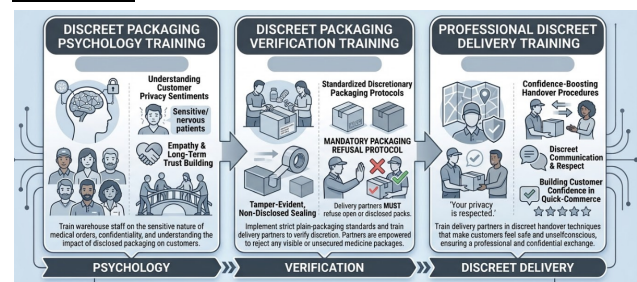 DISCREET PACKAGING
PSYCHOLOGY TRAINING
Understanding
Customer
Privacy Sentiments
Sensitive/
nervous
patients
Empathy &
Long-Term
Trust Building
Train warehouse staff on the sensitive nature of
medical orders, confidentiality, and understanding the
impact of disclosed packaging on customers.
PSYCHOLOGY
DISCREET PACKAGING
VERIFICATION TRAINING
Standardized Discretionary
Packaging Protocols
MANDATORY PACKAGING
REFUSAL PROTOCOL
Tamper-Evident,
Non-Disclosed Sealing
Delivery partners MUST
refuse open or disclosed packs.
Implement strict plain-packaging standards and train
delivery partners to verify discretion. Partners are empowered
to reject any visible or unsecured medicine packages.
VERIFICATION
PROFESSIONAL DISCREET
DELIVERY TRAINING
Confidence-Boosting
Handover Procedures
Discreet
Communication
& Respect
Building Customer
Confidence in
Quick-Commerce
'Your privacy
is respected.'
Train delivery partners in discreet handover techniques
that make customers feel safe and unselfconscious,
ensuring a professional and confidential exchange.
DISCREET DELIVERY